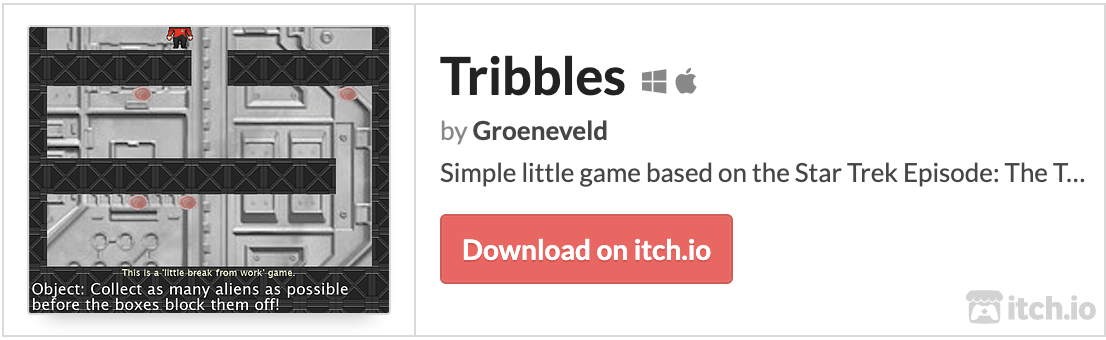 This is a 'little break from work' game.
Object: Collect as many aliens as possible
before the boxes block them off!
Tribbles
by Groeneveld
Simple little game based on the Star Trek Episode: The T...
Download on itch.io
itch.io